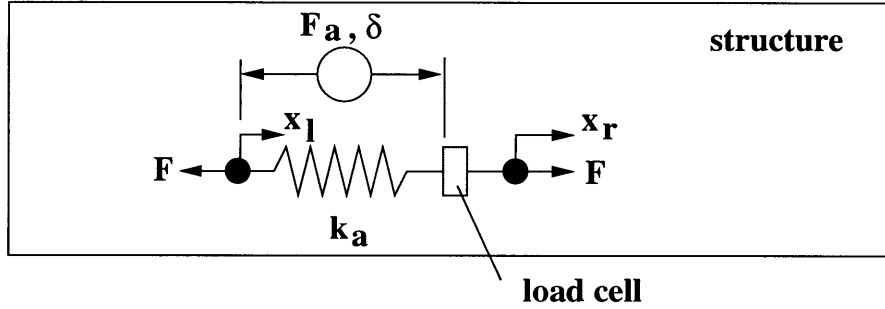 Fa, δ
structure
xl
xr
F
F
ka
load cell